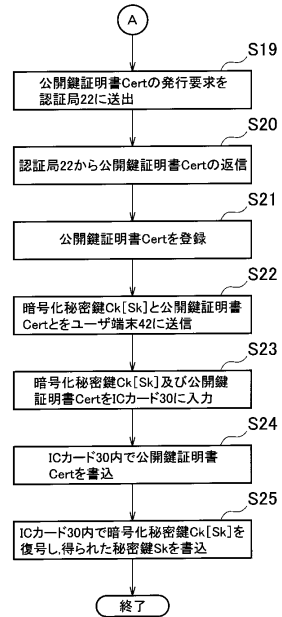 A
S19
公開鍵証明書Certの発行要求を
認証局22に送出
S20
認証局22から公開鍵証明書Certの返信
S21
公開鍵証明書Certを登録
S22
暗号化秘密鍵Ck[Sk]と公開鍵証明書
Certとをユーザ端末42に送信
S23
暗号化秘密鍵Ck[Sk]及び公開鍵
証明書CertをICカード30に入力
S24
ICカード30内で公開鍵証明書
Certを書込
S25
ICカード30内で暗号化秘密鍵Ck[Sk]を
復号し,得られた秘密鍵Skを書込
終了